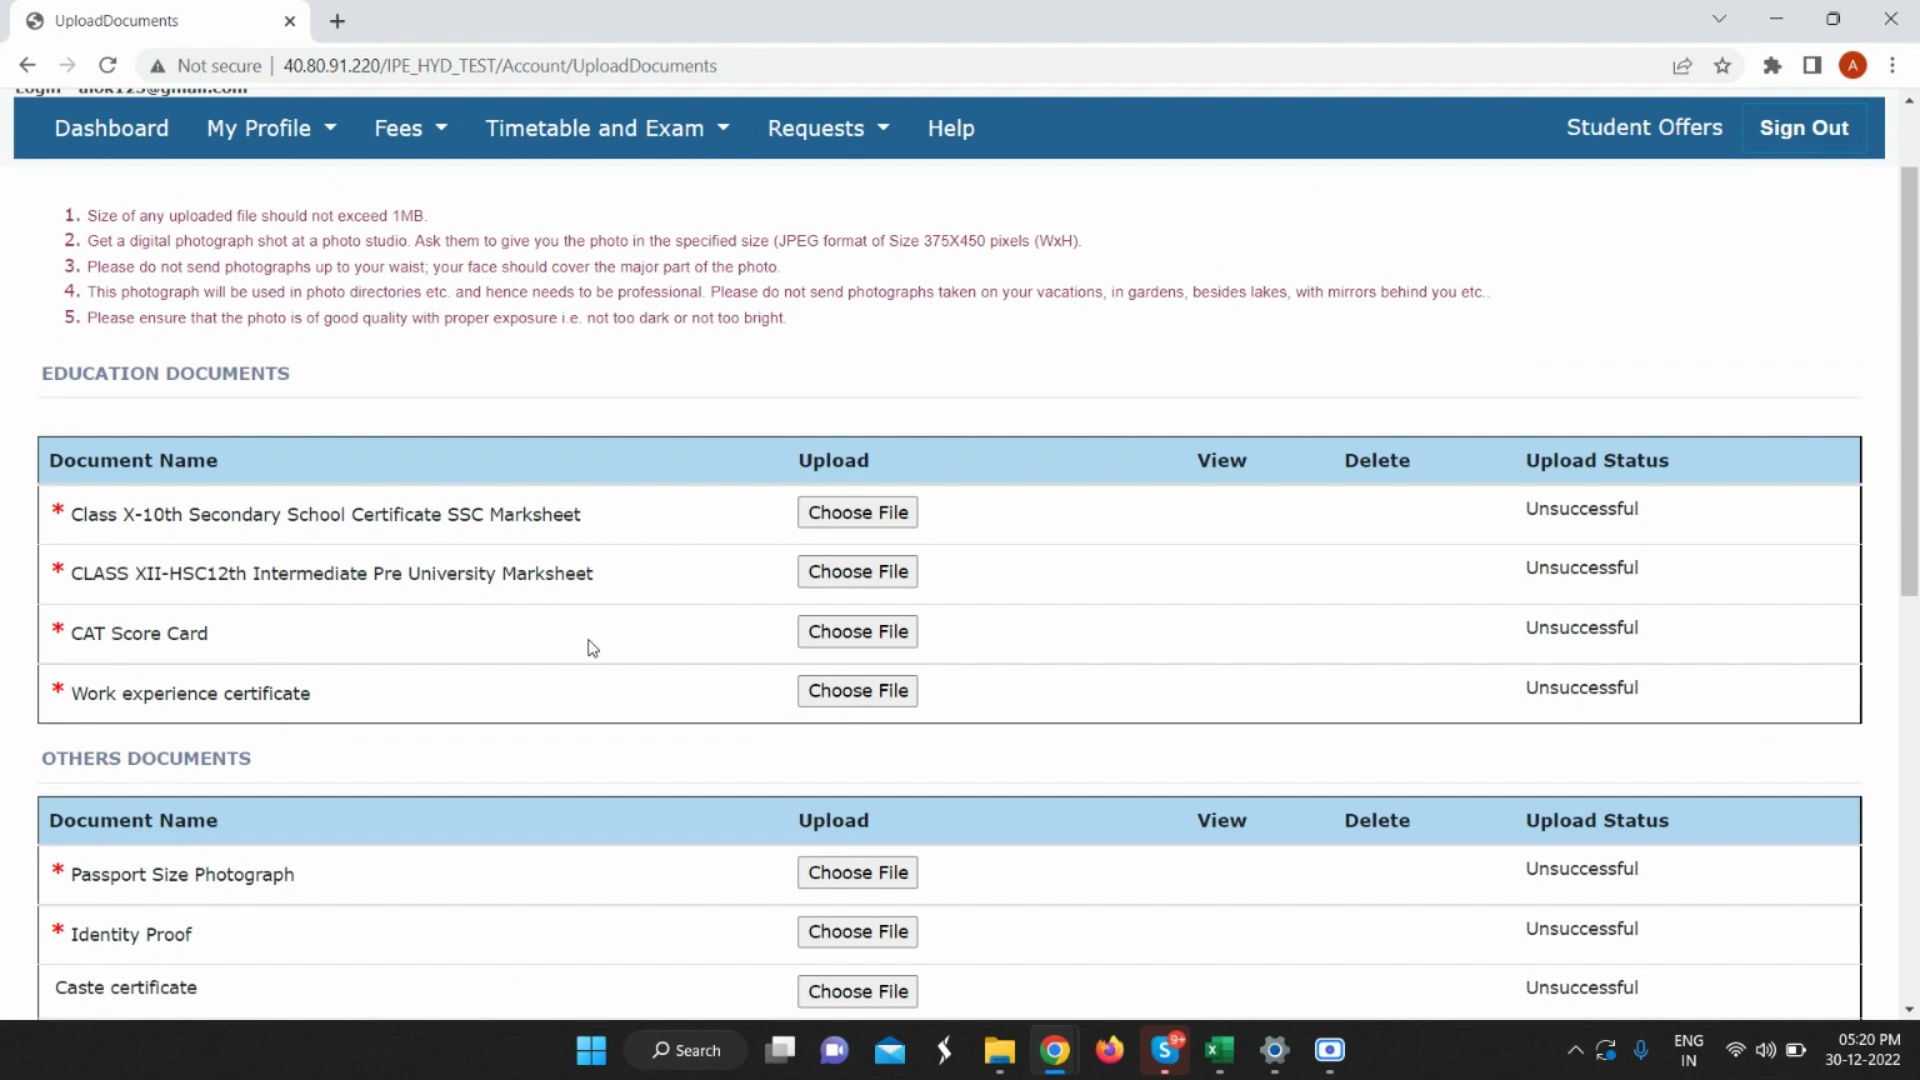 UploadDocuments
Not secure | 40.80.91.220/IPE_HYD_TEST/Account/UploadDocuments
A
Dashboard My Profile Fees Timetable and Exam Requests Help Student Offers Sign Out
1. Size of any uploaded file should not exceed 1MB.
2. Get a digital photograph shot at a photo studio. Ask them to give you the photo in the specified size (JPEG format of Size 375X450 pixels (WxH).
3. Please do not send photographs up to your waist; your face should cover the major part of the photo.
4. This photograph will be used in photo directories etc. and hence needs to be professional. Please do not send photographs taken on your vacations, in gardens, besides lakes, with mirrors behind you etc..
5. Please ensure that the photo is of good quality with proper exposure i.e. not too dark or not too bright.
EDUCATION DOCUMENTS
Document Name Upload View Delete Upload Status
* Class X-10th Secondary School Certificate SSC Marksheet Choose File Unsuccessful
* CLASS XII-HSC12th Intermediate Pre University Marksheet Choose File Unsuccessful
* CAT Score Card Choose File Unsuccessful
* Work experience certificate Choose File Unsuccessful
OTHERS DOCUMENTS
Document Name Upload View Delete Upload Status
* Passport Size Photograph Choose File Unsuccessful
* Identity Proof Choose File Unsuccessful
Caste certificate Choose File Unsuccessful
Search
S 9+
ENG
IN
05:20 PM
30-12-2022